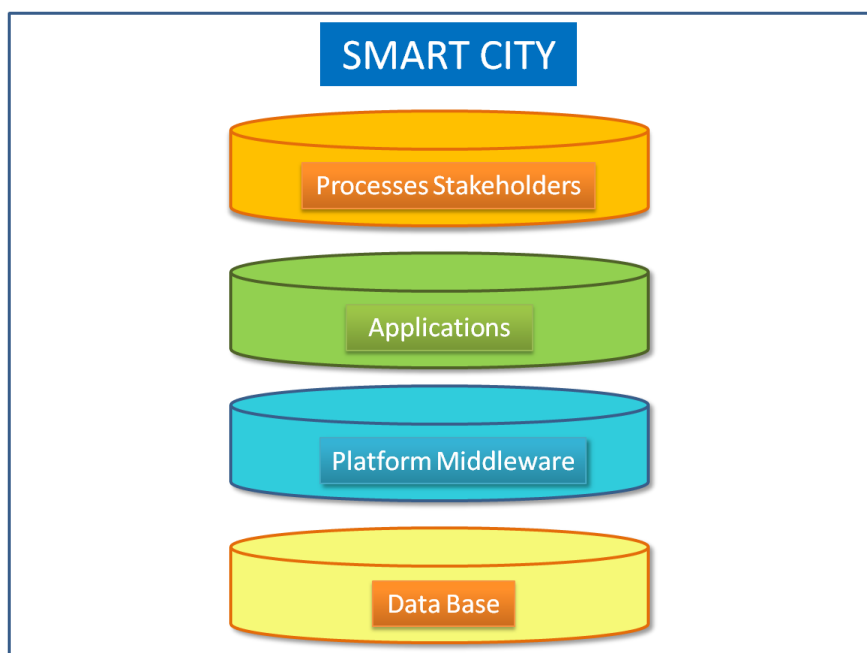 SMART CITY
Processes Stakeholders
Applications
Platform Middleware
Data Base